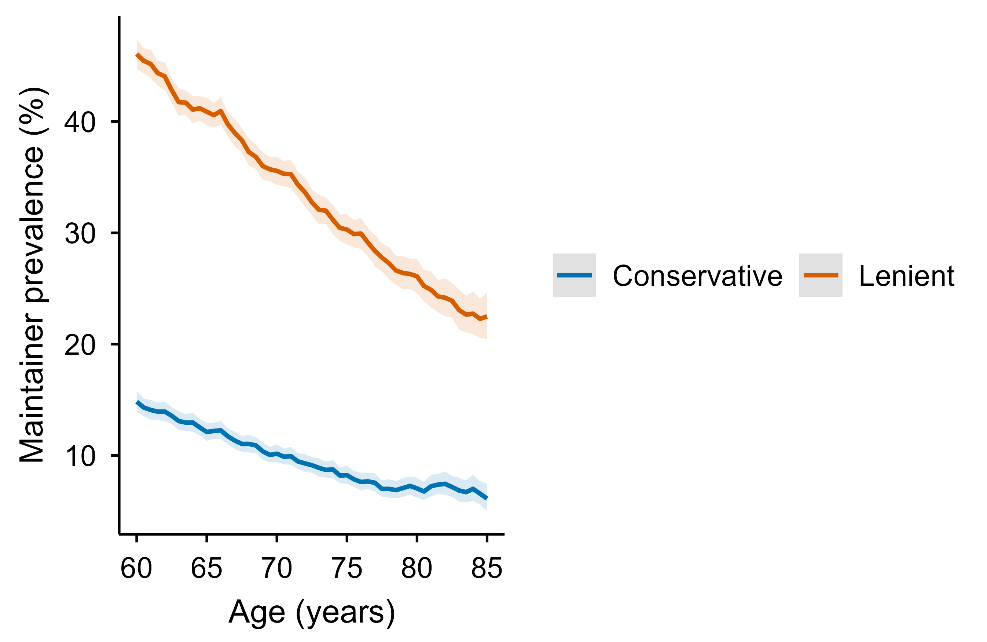 Maintainer prevalence (%)
40
30
20
10
60 65 70 75 80 85
Age (years)
Conservative Lenient